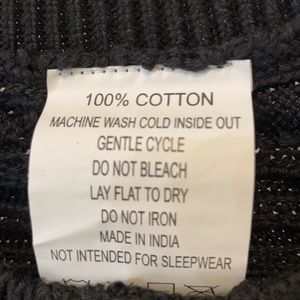 100% COTTON
MACHINE WASH COLD INSIDE OUT
GENTLE CYCLE
DO NOT BLEACH
LAY FLAT TO DRY
DO NOT IRON
MADE IN INDIA
NOT INTENDED FOR SLEEPWEAR